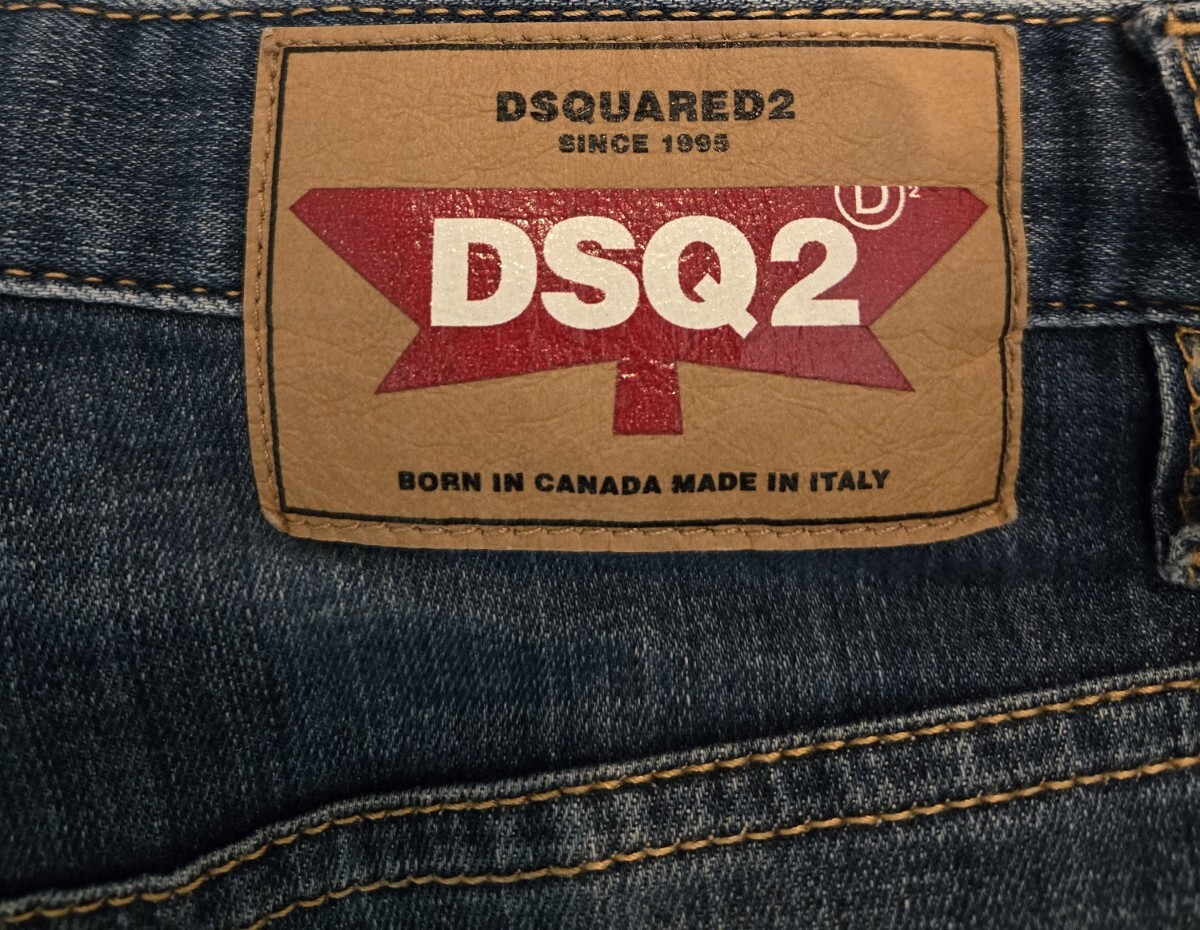 DSQUARED2
SINCE 1995
D2
DSQ2
BORN IN CANADA MADE IN ITALY